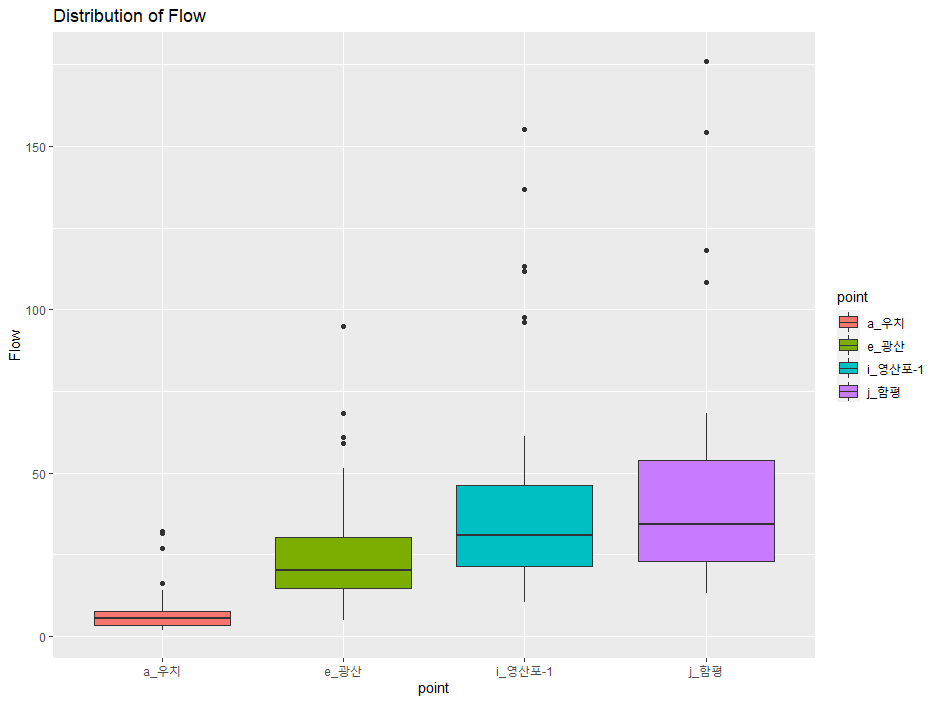 Distribution of Flow
150
100
50
0
Flow
a_우치
e_광산
i_영산포-1
j_함평
point
point
a_우치
e_광산
i_영산포-1
j_함평